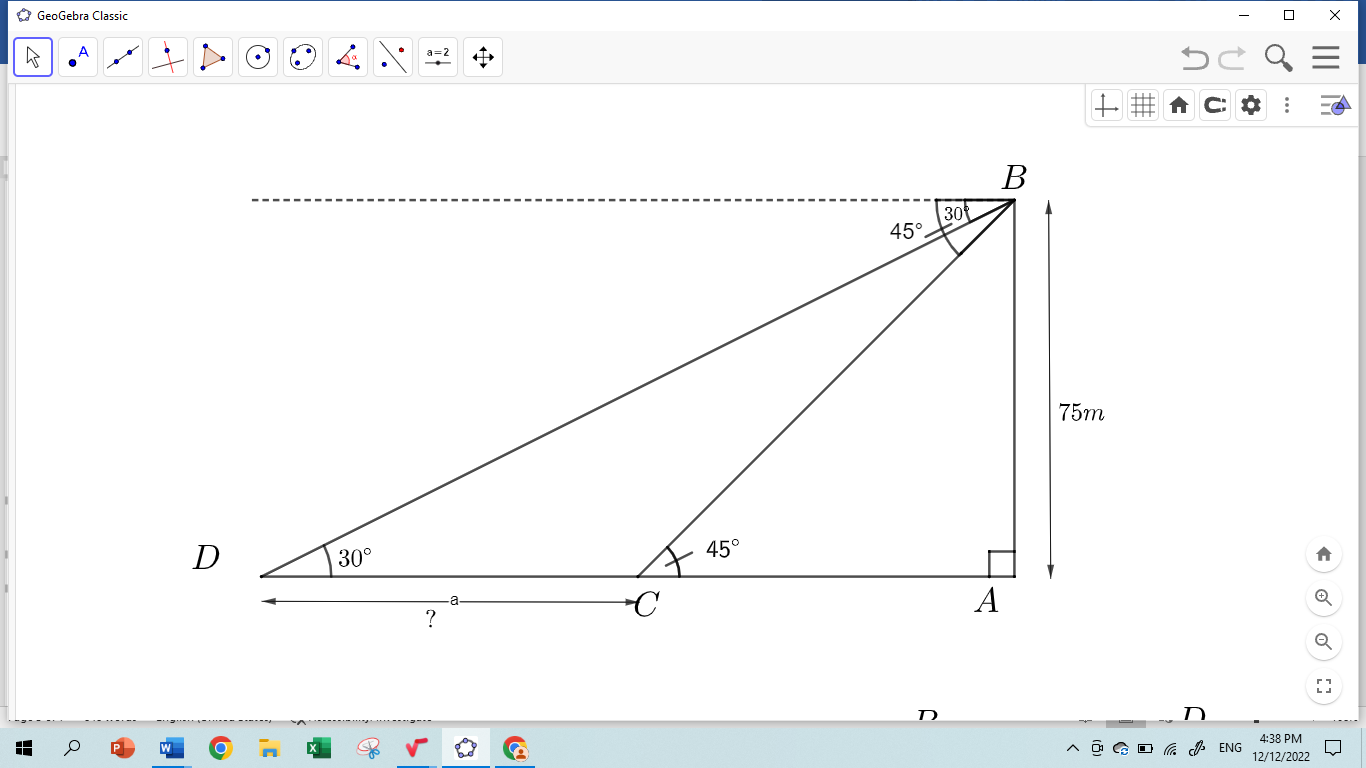 GeoGebra Classic
A
α
a=2
B
30°
45°
75m
D
30°
45°
a
?
C
A
ENG
4:38 PM
12/12/2022